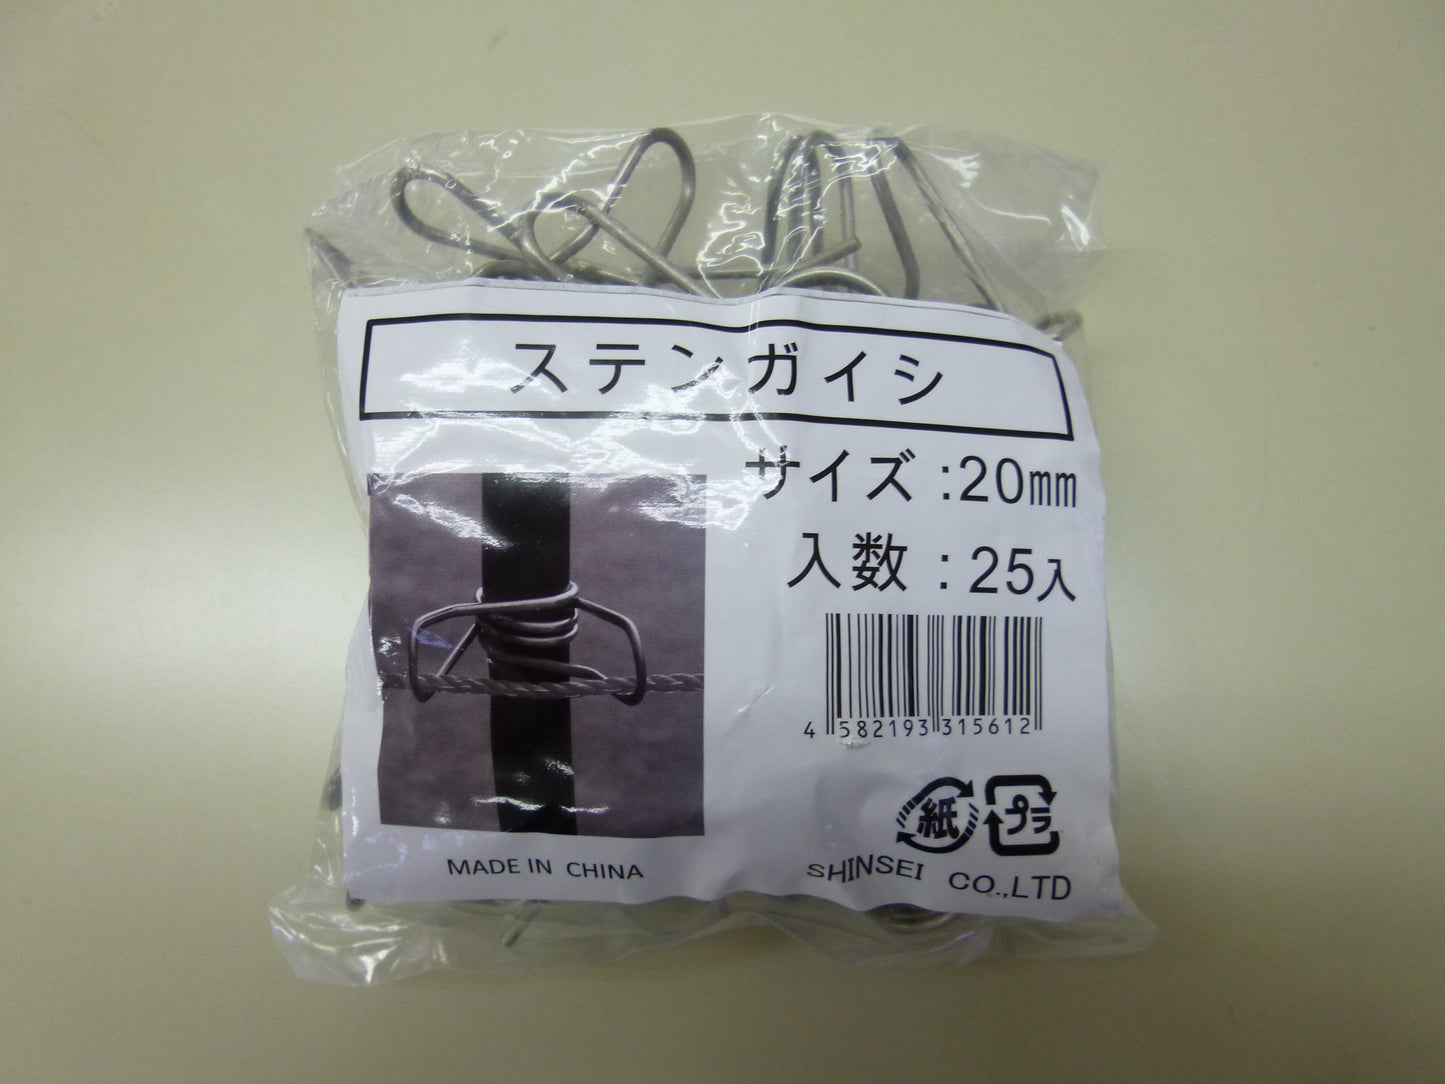 ステンガイシ
サイズ:20mm
入数:25入
4 582193 315612
紙 プラ
MADE IN CHINA
SHINSEI CO.,LTD